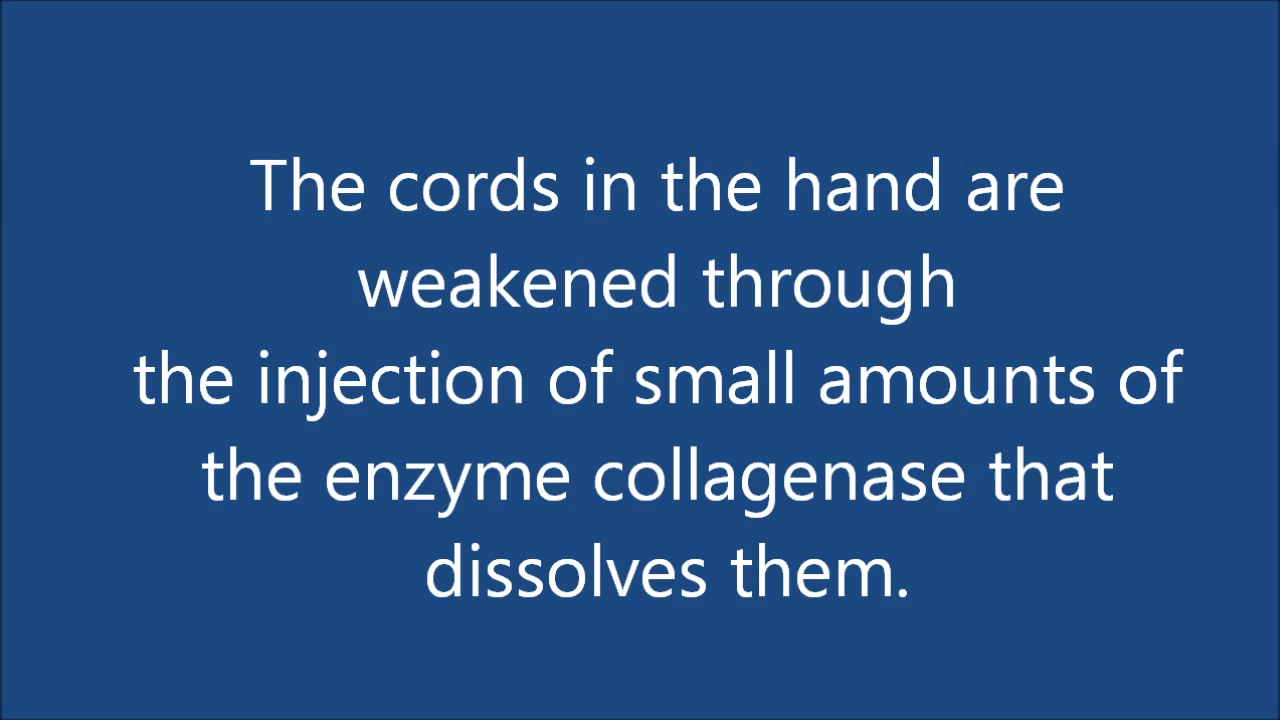 The cords in the hand are
weakened through
the injection of small amounts of
the enzyme collagenase that
dissolves them.